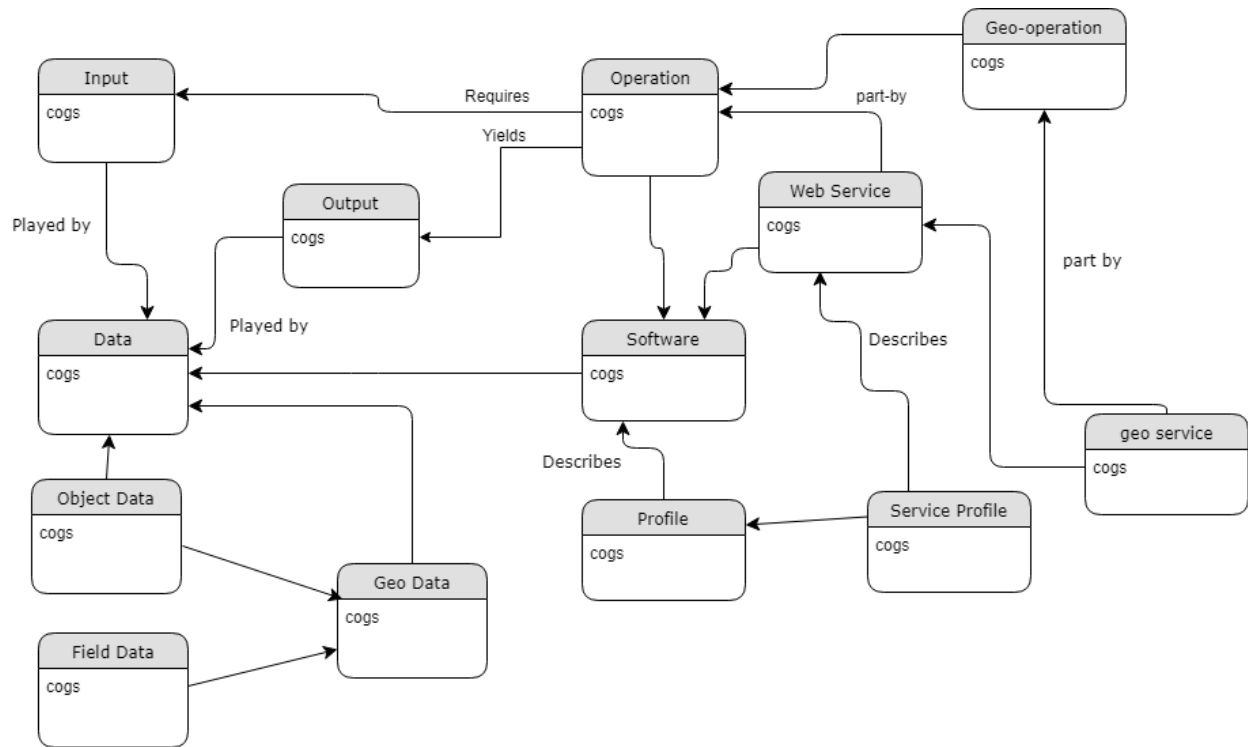 Geo-operation
cogs
Input
cogs
Operation
cogs
Requires
part-by
Yields
Web Service
cogs
Output
cogs
Played by
part by
Played by
Data
cogs
Software
cogs
Describes
geo service
cogs
Describes
Object Data
cogs
Profile
cogs
Service Profile
cogs
Geo Data
cogs
Field Data
cogs